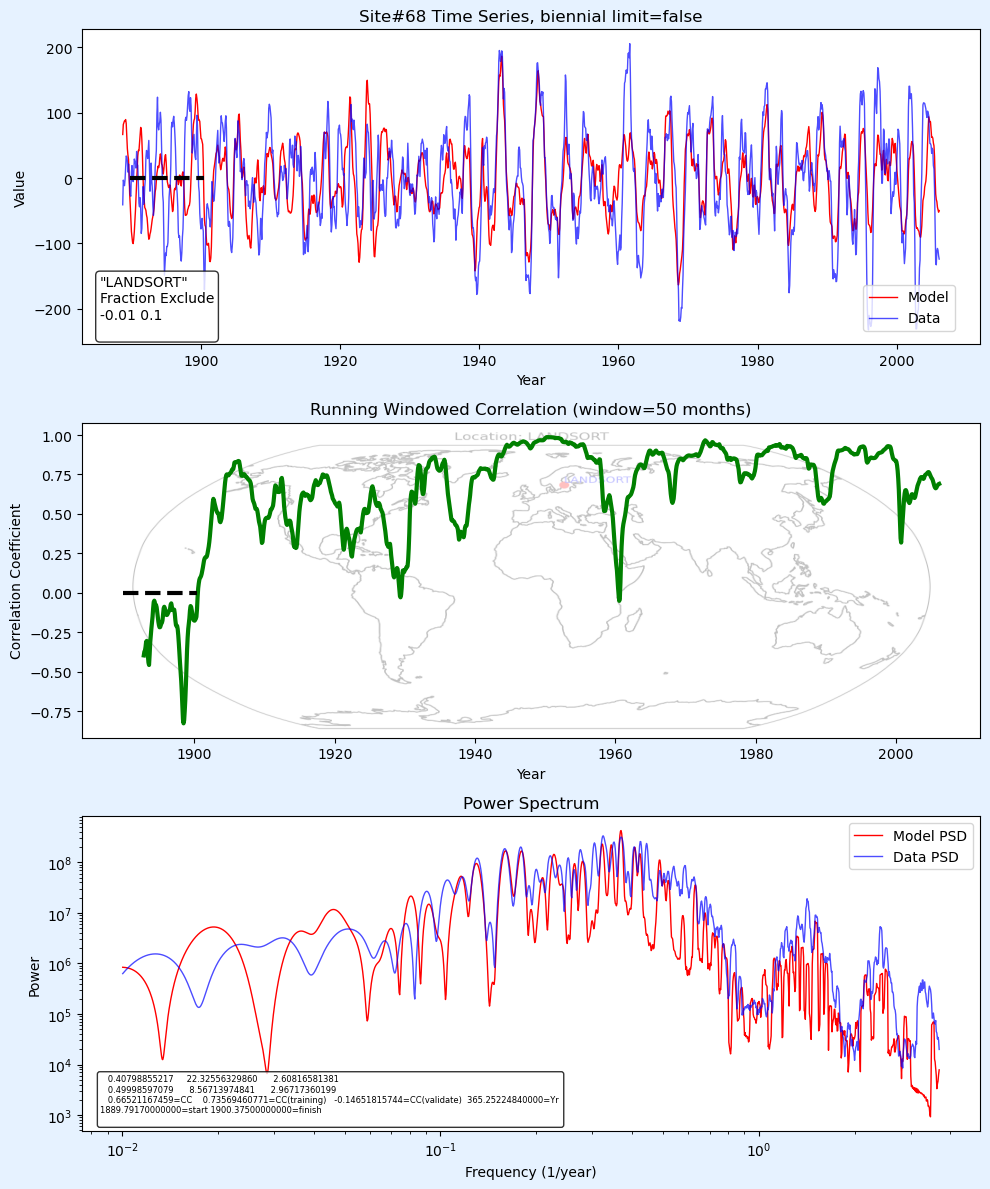 Site#68 Time Series, biennial limit=false
Value
200
100
0
−100
−200
"LANDSORT"
Fraction Exclude
-0.01 0.1
Model
Data
1900
1920
1940
1960
1980
2000
Year
Running Windowed Correlation (window=50 months)
Location: LANDSORT
LANDSORT
Correlation Coefficient
1.00
0.75
0.50
0.25
0.00
−0.25
−0.50
−0.75
1900
1920
1940
1960
1980
2000
Year
Power Spectrum
Model PSD
Data PSD
Power
10⁸
10⁷
10⁶
10⁵
10⁴
10³
0.40798855217 22.32556329860 2.60816581381
0.49998597079 8.56713974841 2.96717360199
0.66521167459=CC 0.73569460771=CC(training) -0.14651815744=CC(validate) 365.25224840000=Yr
1889.79170000000=start 1900.37500000000=finish
10⁻²
10⁻¹
10⁰
Frequency (1/year)